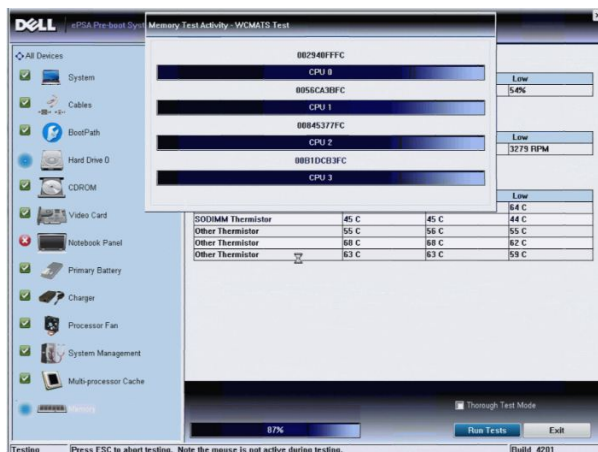 DELL
ePSA Pre-boot Syst
Memory Test Activity - WCMATS Test
002940FFFC
CPU 0
0056CA3BFC
CPU 1
00845377FC
CPU 2
00B1DCB3FC
CPU 3
All Devices
System
Cables
BootPath
Hard Drive 0
CDROM
Video Card
Notebook Panel
Primary Battery
Charger
Processor Fan
System Management
Multi-processor Cache
Memory
Low
54%
Low
3279 RPM
Low
64 C
SODIMM Thermistor 45 C 45 C 44 C
Other Thermistor 55 C 56 C 55 C
Other Thermistor 68 C 68 C 62 C
Other Thermistor 63 C 63 C 59 C
Thorough Test Mode
87%
Run Tests
Exit
Testing
Press ESC to abort testing. Note the mouse is not active during testing.
Build 4201